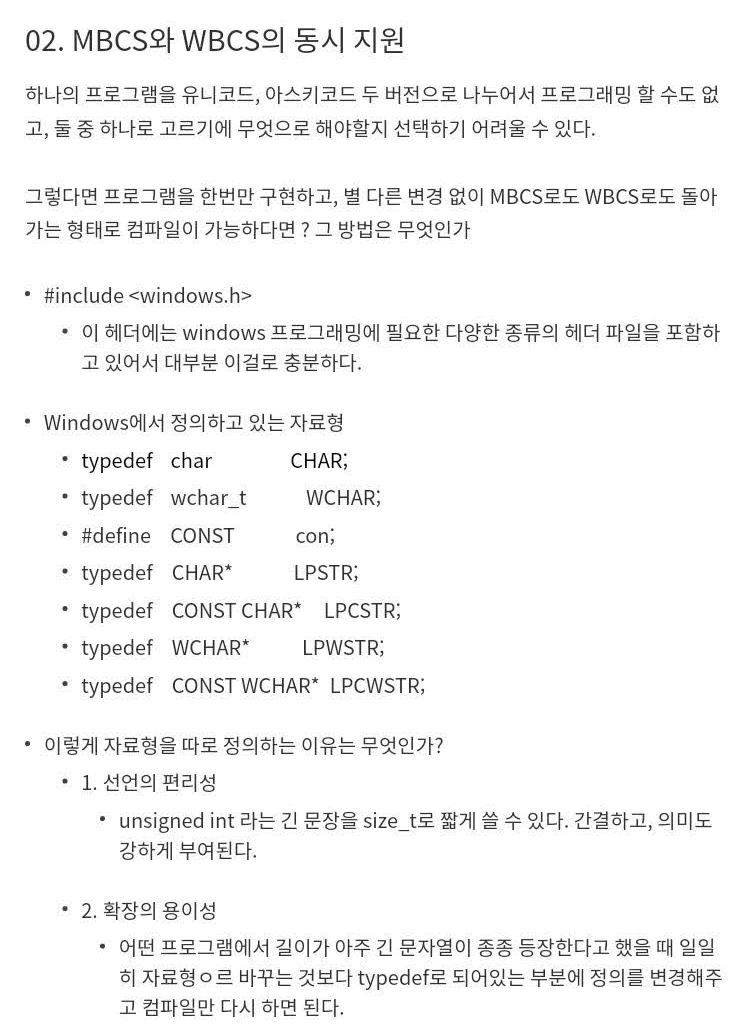 02. MBCS와 WBCS의 동시 지원
하나의 프로그램을 유니코드, 아스키코드 두 버전으로 나누어서 프로그래밍 할 수도 없
고, 둘 중 하나로 고르기에 무엇으로 해야할지 선택하기 어려울 수 있다.
그렇다면 프로그램을 한번만 구현하고, 별 다른 변경 없이 MBCS로도 WBCS로도 돌아
가는 형태로 컴파일이 가능하다면 ? 그 방법은 무엇인가
• #include <windows.h>
• 이 헤더에는 windows 프로그래밍에 필요한 다양한 종류의 헤더 파일을 포함하
고 있어서 대부분 이걸로 충분하다.
• Windows에서 정의하고 있는 자료형
• typedef char CHAR;
• typedef wchar_t WCHAR;
• #define CONST con;
• typedef CHAR* LPSTR;
• typedef CONST CHAR* LPCSTR;
• typedef WCHAR* LPWSTR;
• typedef CONST WCHAR* LPCWSTR;
• 이렇게 자료형을 따로 정의하는 이유는 무엇인가?
• 1. 선언의 편리성
• unsigned int 라는 긴 문장을 size_t로 짧게 쓸 수 있다. 간결하고, 의미도
강하게 부여된다.
• 2. 확장의 용이성
• 어떤 프로그램에서 길이가 아주 긴 문자열이 종종 등장한다고 했을 때 일일
히 자료형ㅇ르 바꾸는 것보다 typedef로 되어있는 부분에 정의를 변경해주
고 컴파일만 다시 하면 된다.